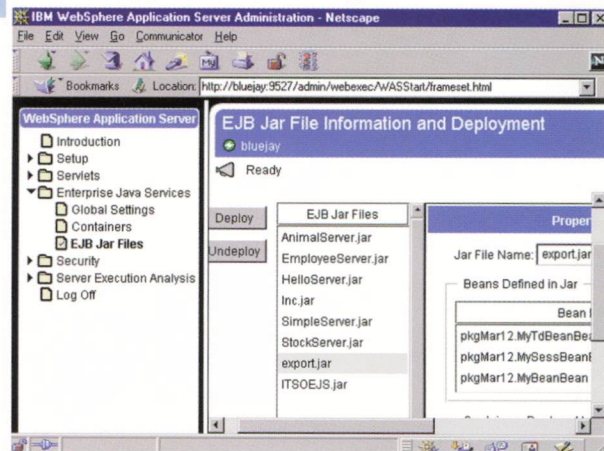 IBM WebSphere Application Server Administration - Netscape
File Edit View Go Communicator Help
Bookmarks Location: http://bluejay:9527/admin/webexec/WASStart/frameset.html
WebSphere Application Server
Introduction
Setup
Servlets
Enterprise Java Services
Global Settings
Containers
EJB Jar Files
Security
Server Execution Analysis
Log Off
EJB Jar File Information and Deployment
bluejay
Ready
Deploy
Undeploy
EJB Jar Files
AnimalServer.jar
EmployeeServer.jar
HelloServer.jar
Inc.jar
SimpleServer.jar
StockServer.jar
export.jar
ITSOEJS.jar
Proper
Jar File Name: export.jar
Beans Defined in Jar
Bean
pkgMar12.MyTdBeanBea
pkgMar12.MySessBeanB
pkgMar12.MyBeanBean